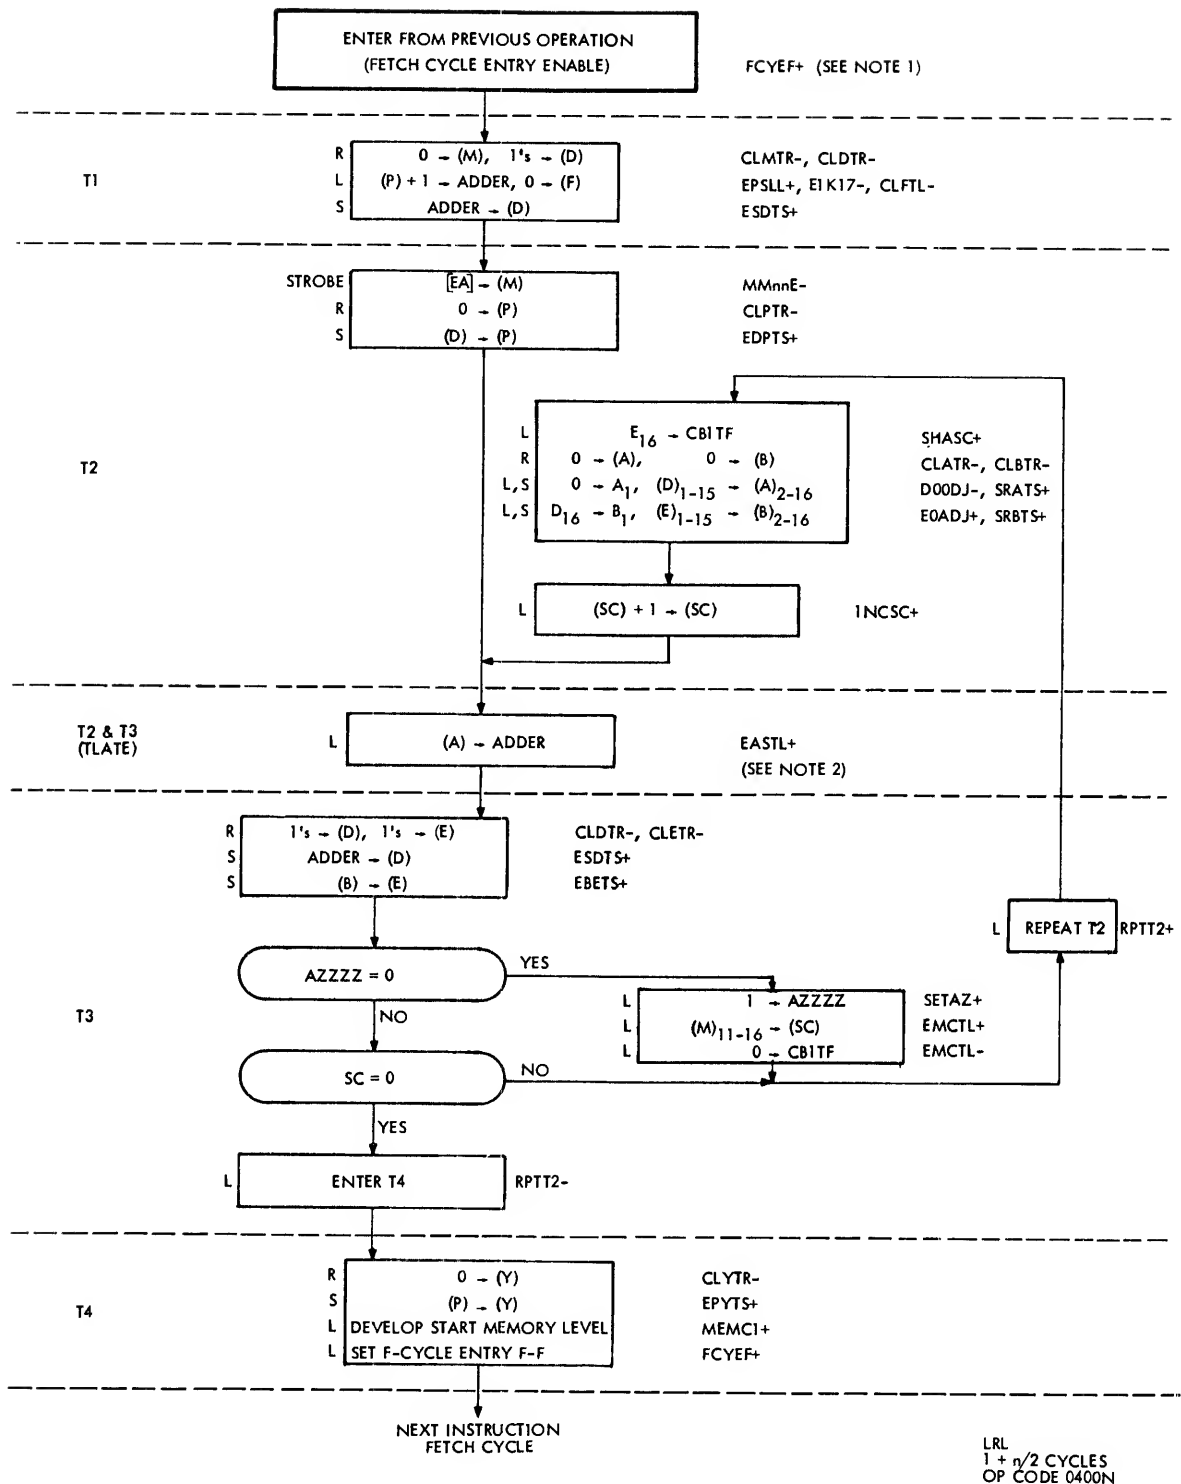 ENTER FROM PREVIOUS OPERATION
(FETCH CYCLE ENTRY ENABLE)
FCYEF+ (SEE NOTE 1)
T1
R 0 → (M), 1's → (D) CLMTR-, CLDTR-
L (P) + 1 → ADDER, 0 → (F) EPSLL+, E1K17-, CLFTL-
S ADDER → (D) ESDTS+
T2
STROBE [EA] → (M) MMnnE-
R 0 → (P) CLPTR-
S (D) → (P) EDPTS+
L E16 → CB1TF SHASC+
R 0 → (A), 0 → (B) CLATR-, CLBTR-
L,S 0 → A1, (D)1-15 → (A)2-16 D00DJ-, SRATS+
L,S D16 → B1, (E)1-15 → (B)2-16 E0ADJ+, SRBTS+
L (SC) + 1 → (SC) 1NCSC+
T2 & T3
(TLATE)
L (A) → ADDER EASTL+
(SEE NOTE 2)
T3
R 1's → (D), 1's → (E) CLDTR-, CLETR-
S ADDER → (D) ESDTS+
S (B) → (E) EBETS+
L REPEAT T2 RPTT2+
AZZZZ = 0
YES
NO
L 1 → AZZZZ SETAZ+
L (M)11-16 → (SC) EMCTL+
L 0 → CB1TF EMCTL-
SC = 0
NO
YES
L ENTER T4 RPTT2-
T4
R 0 → (Y) CLYTR-
S (P) → (Y) EPYTS+
L DEVELOP START MEMORY LEVEL MEMC1+
L SET F-CYCLE ENTRY F-F FCYEF+
NEXT INSTRUCTION
FETCH CYCLE
LRL
1 + n/2 CYCLES
OP CODE 0400N